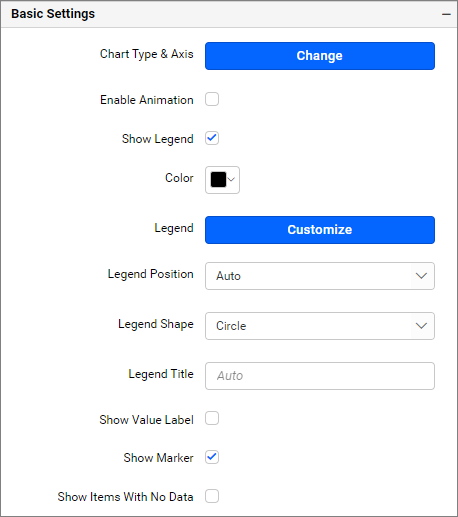 Basic Settings
Chart Type & Axis Change
Enable Animation
Show Legend
Color
Legend Customize
Legend Position Auto
Legend Shape Circle
Legend Title Auto
Show Value Label
Show Marker
Show Items With No Data